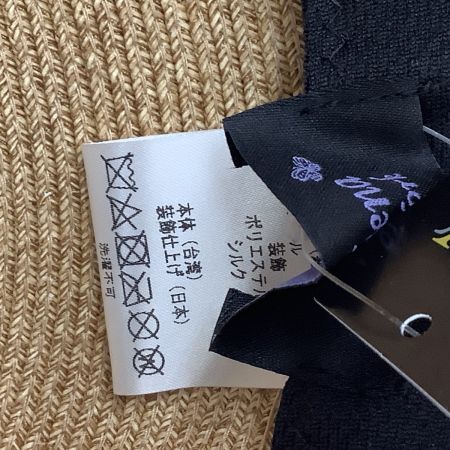 装飾
ポリエステル
シルク
本体（台湾）
装飾仕上げ（日本）
洗濯不可